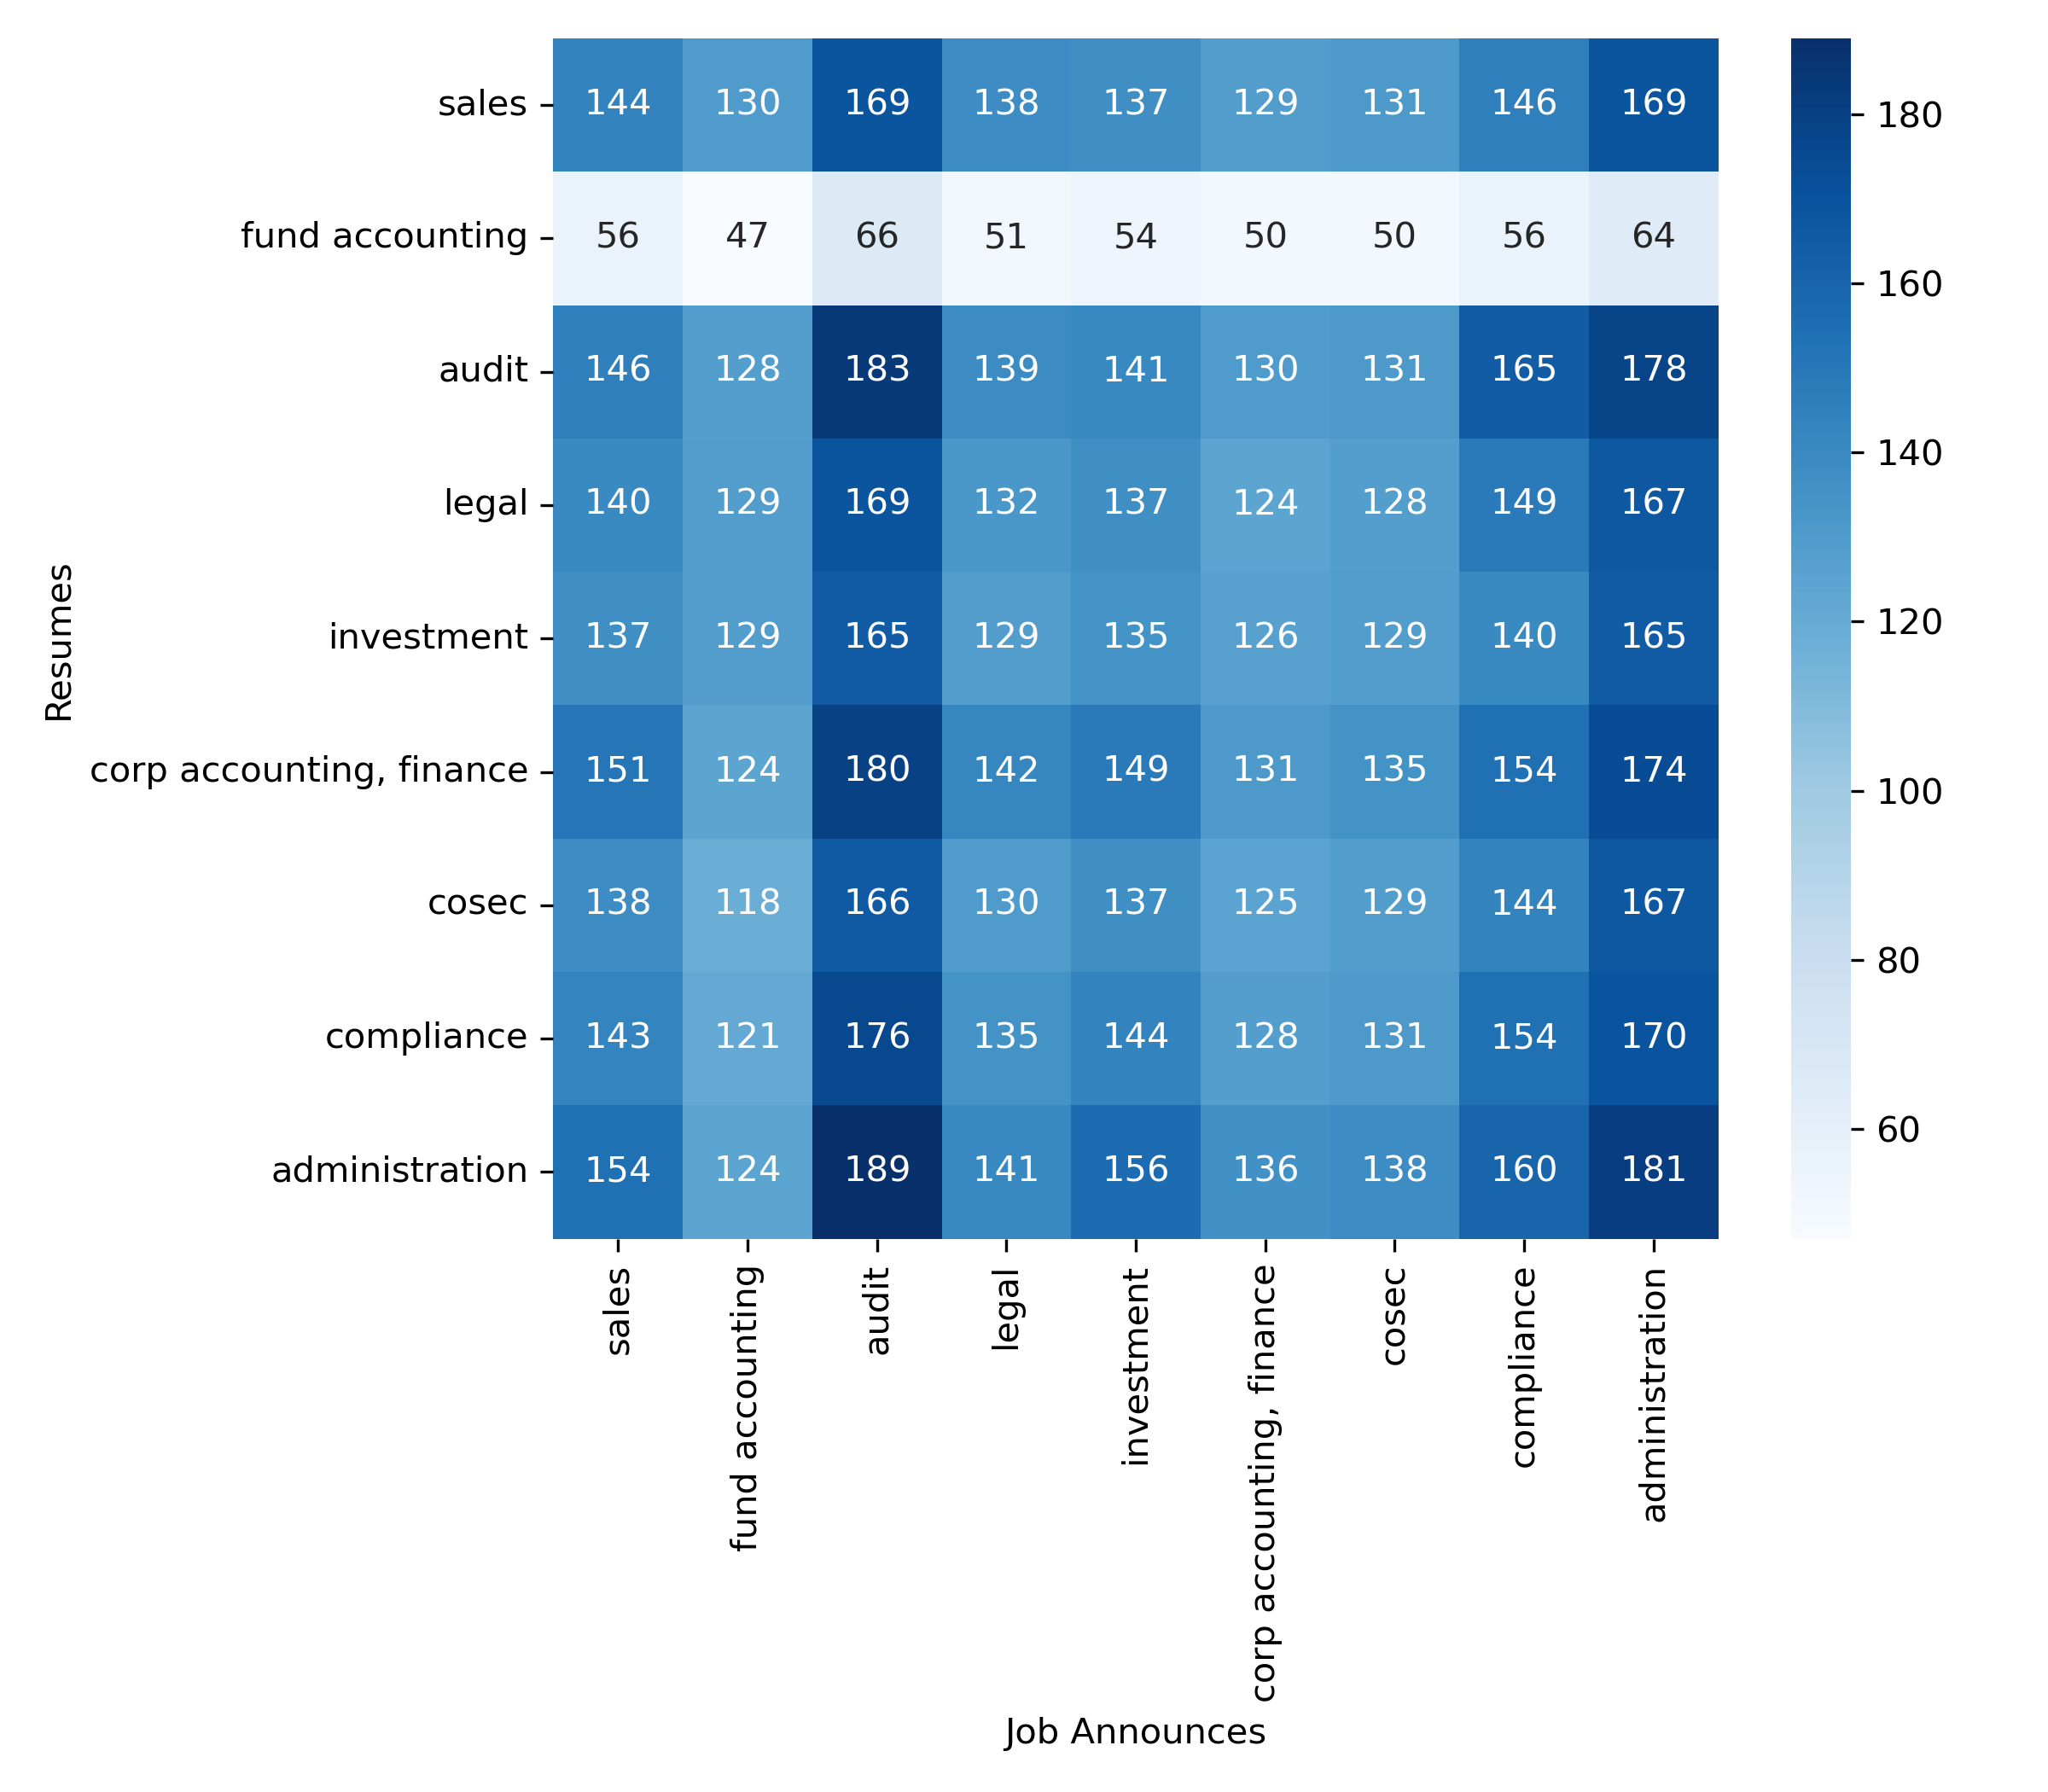 sales 144 130 169 138 137 129 131 146 169
fund accounting 56 47 66 51 54 50 50 56 64
audit 146 128 183 139 141 130 131 165 178
legal 140 129 169 132 137 124 128 149 167
investment 137 129 165 129 135 126 129 140 165
corp accounting, finance 151 124 180 142 149 131 135 154 174
cosec 138 118 166 130 137 125 129 144 167
compliance 143 121 176 135 144 128 131 154 170
administration 154 124 189 141 156 136 138 160 181
Resumes
sales
fund accounting
audit
legal
investment
corp accounting, finance
cosec
compliance
administration
Job Announces
180
160
140
120
100
80
60